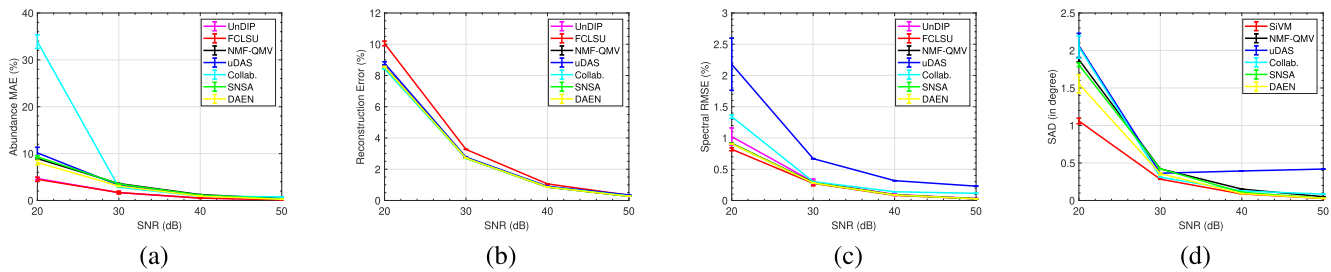 40
30
20
10
0
Abundance MAE (%)
UnDIP
FCLSU
NMF-QMV
uDAS
Collab.
SNSA
DAEN
20
30
40
50
SNR (dB)
(a)
12
10
8
6
4
2
0
Reconstruction Error (%)
UnDIP
FCLSU
NMF-QMV
uDAS
Collab.
SNSA
DAEN
20
30
40
50
SNR (dB)
(b)
3
2.5
2
1.5
1
0.5
0
Spectral RMSE (%)
UnDIP
FCLSU
NMF-QMV
uDAS
Collab.
SNSA
DAEN
20
30
40
50
SNR (dB)
(c)
2.5
2
1.5
1
0.5
0
SAD (in degree)
SiVM
NMF-QMV
uDAS
Collab.
SNSA
DAEN
20
30
40
50
SNR (dB)
(d)